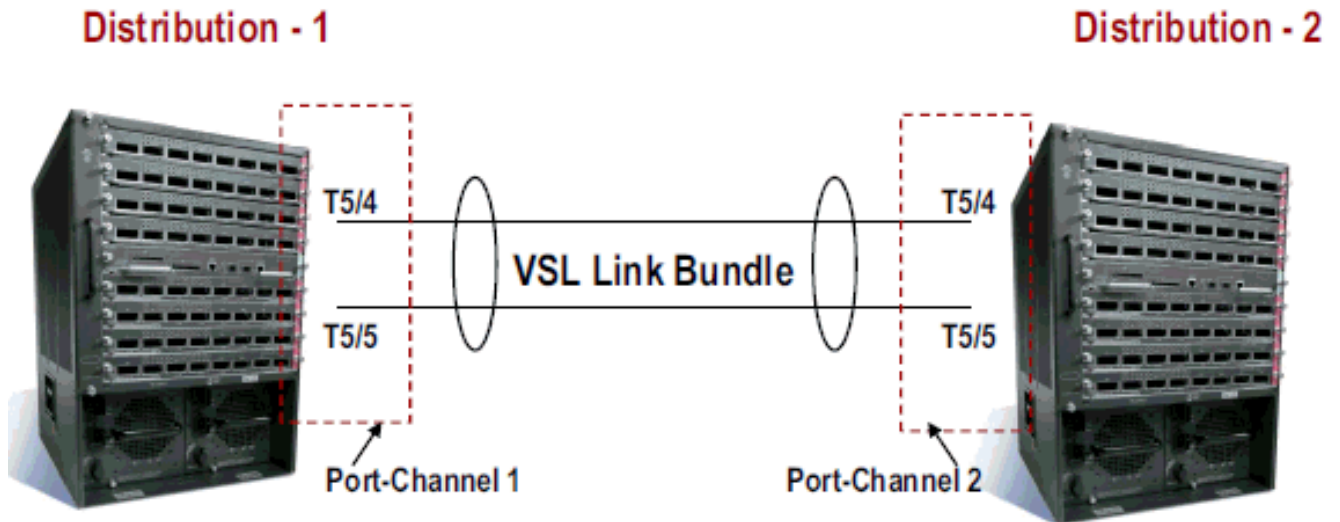 Distribution - 1
Distribution - 2
T5/4
T5/4
VSL Link Bundle
T5/5
T5/5
Port-Channel 1
Port-Channel 2